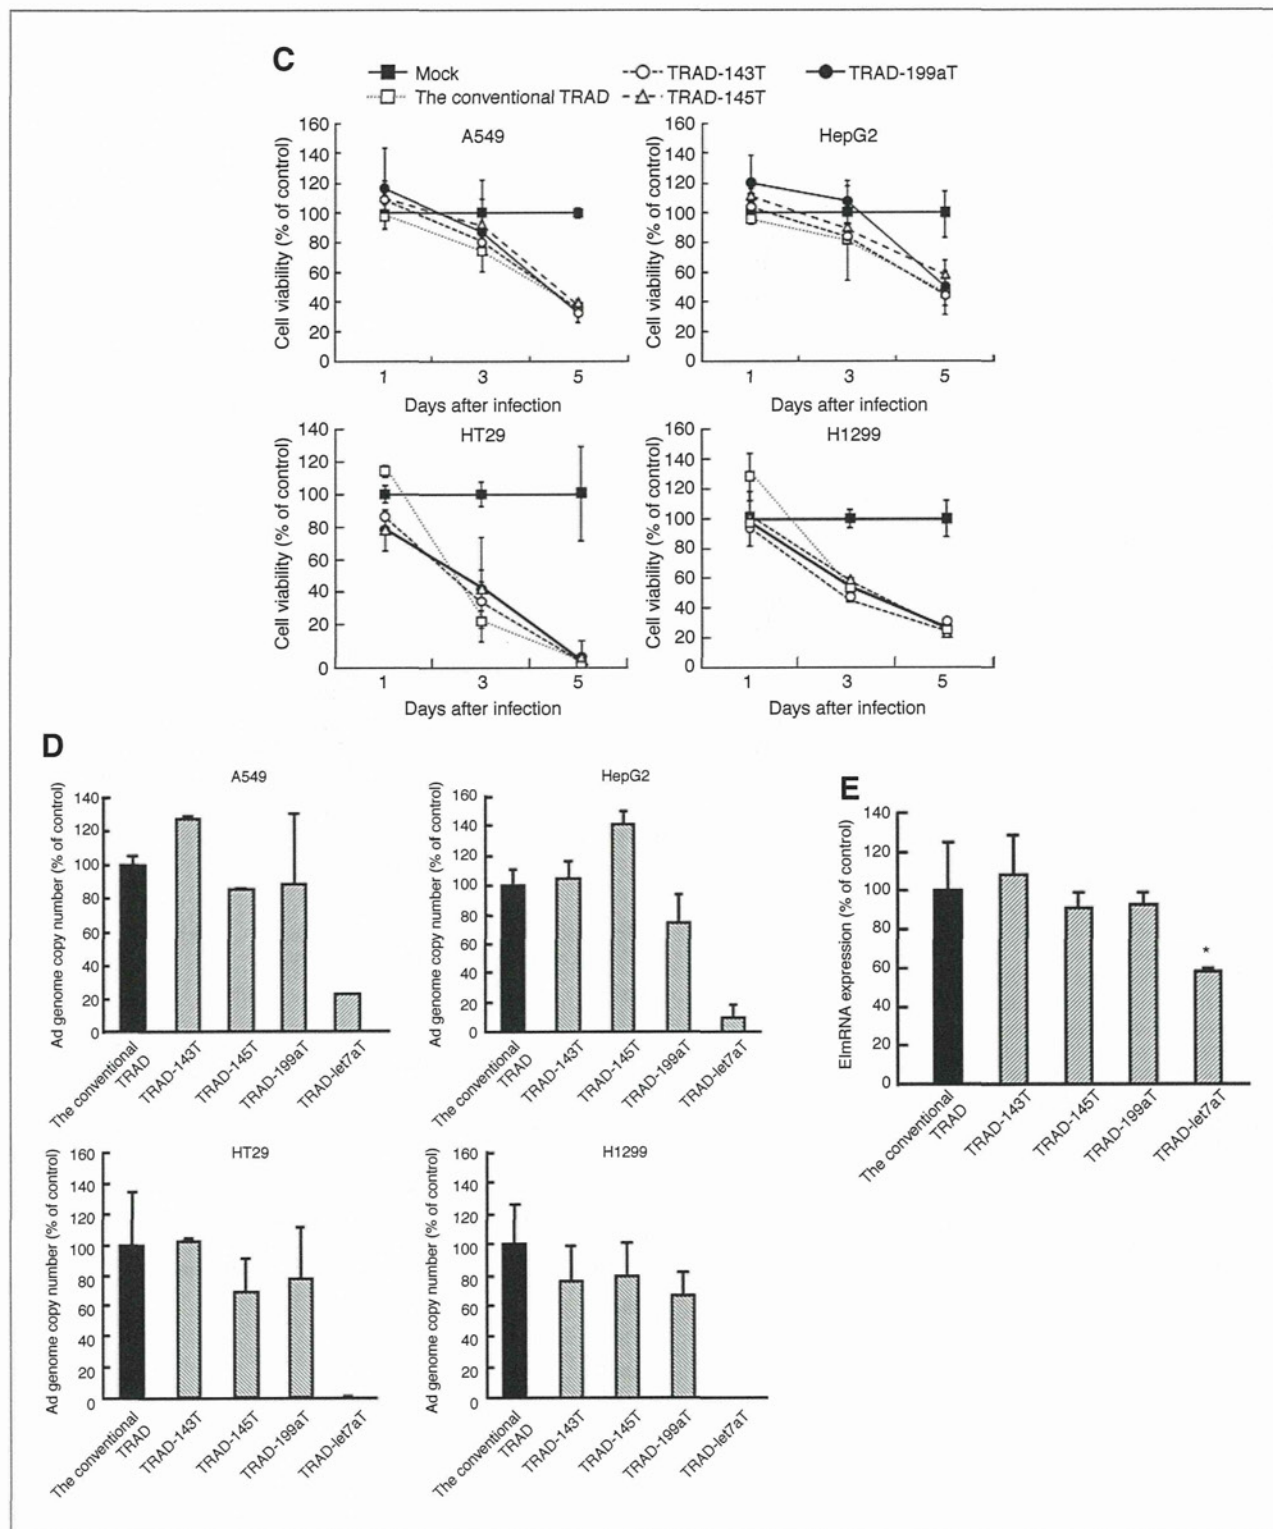 C
Mock
TRAD-143T
TRAD-199aT
The conventional TRAD
TRAD-145T
A549
Cell viability (% of control)
160
140
120
100
80
60
40
20
0
1
3
5
Days after infection
HepG2
Cell viability (% of control)
160
140
120
100
80
60
40
20
0
1
3
5
Days after infection
HT29
Cell viability (% of control)
140
120
100
80
60
40
20
0
1
3
5
Days after infection
H1299
Cell viability (% of control)
160
140
120
100
80
60
40
20
0
1
3
5
Days after infection
D
A549
Ad genome copy number (% of control)
140
120
100
80
60
40
20
0
The conventional
TRAD
TRAD-143T
TRAD-145T
TRAD-199aT
TRAD-let7aT
HepG2
Ad genome copy number (% of control)
160
140
120
100
80
60
40
20
0
The conventional
TRAD
TRAD-143T
TRAD-145T
TRAD-199aT
TRAD-let7aT
E
ElmRNA expression (% of control)
140
120
100
80
60
40
20
0
*
The conventional
TRAD
TRAD-143T
TRAD-145T
TRAD-199aT
TRAD-let7aT
HT29
Ad genome copy number (% of control)
160
140
120
100
80
60
40
20
0
The conventional
TRAD
TRAD-143T
TRAD-145T
TRAD-199aT
TRAD-let7aT
H1299
Ad genome copy number (% of control)
160
140
120
100
80
60
40
20
0
The conventional
TRAD
TRAD-143T
TRAD-145T
TRAD-199aT
TRAD-let7aT